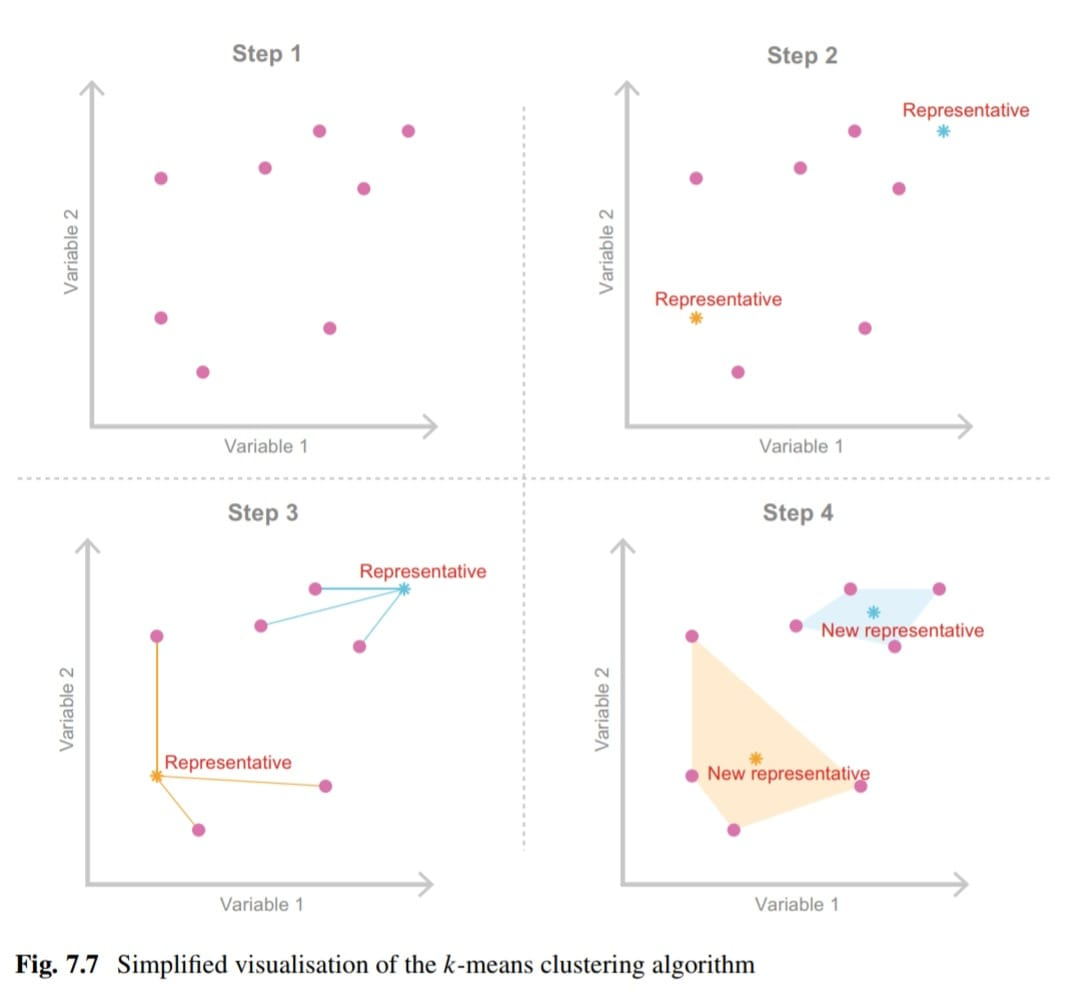 Step 1
Variable 2
Variable 1
Step 2
Representative
Representative
Variable 2
Variable 1
Step 3
Representative
Representative
Variable 2
Variable 1
Step 4
New representative
New representative
Variable 2
Variable 1
Fig. 7.7 Simplified visualisation of the k-means clustering algorithm